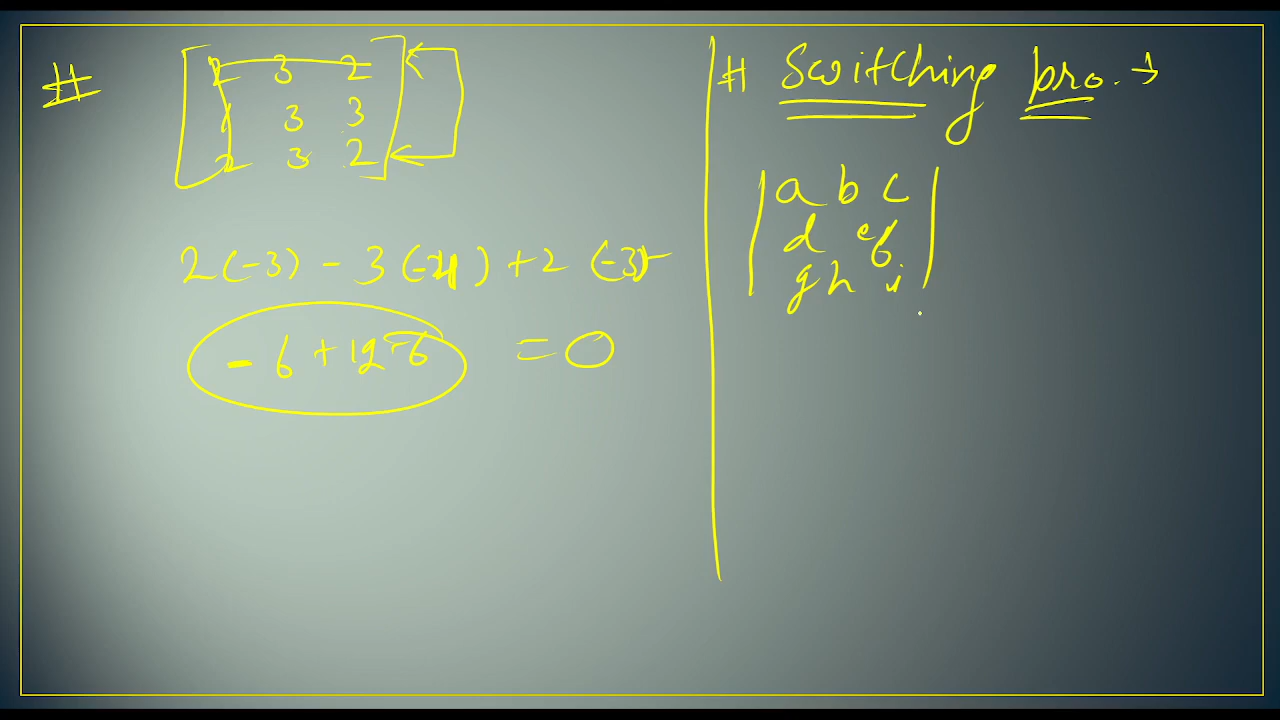 #
2 3 2
1 3 3
2 3 2
2(-3) - 3(-4) + 2(-3)
- 6 + 12 - 6 = 0
# Switching pro. →
a b c
d e f
g h i